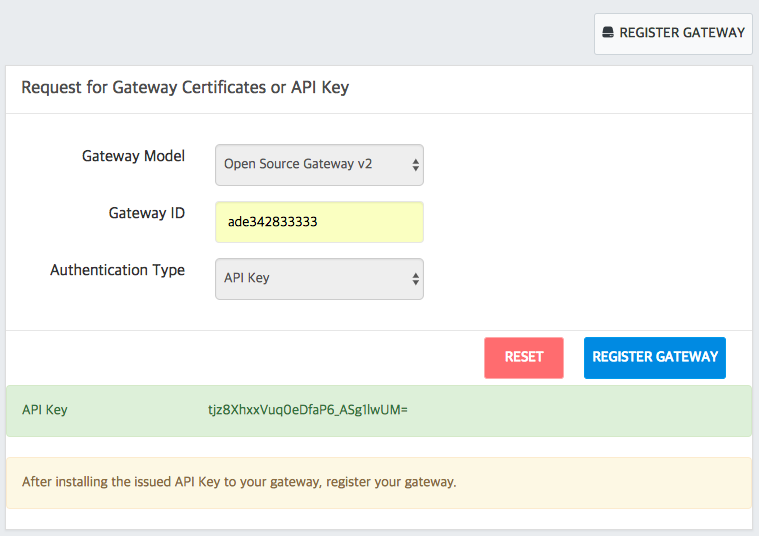 REGISTER GATEWAY
Request for Gateway Certificates or API Key
Gateway Model Open Source Gateway v2
Gateway ID ade342833333
Authentication Type API Key
RESET REGISTER GATEWAY
API Key tjz8XhxxVuq0eDfaP6_ASg1lwUM=
After installing the issued API Key to your gateway, register your gateway.